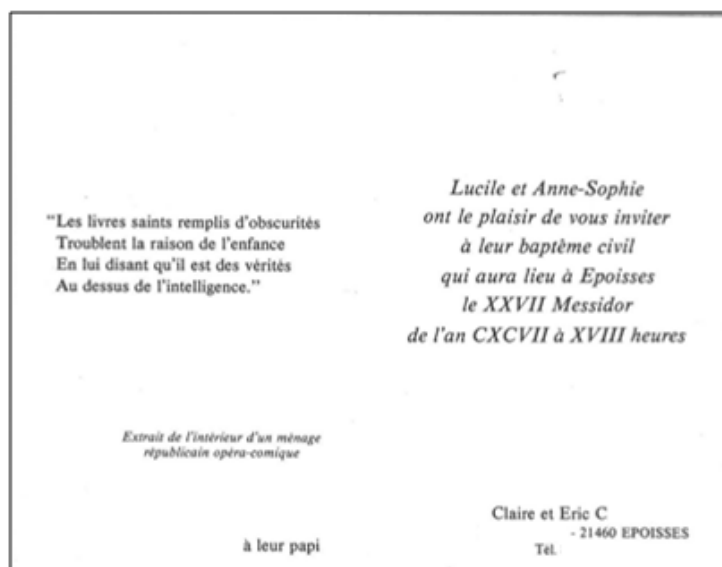 "Les livres saints remplis d'obscurités
Troublent la raison de l'enfance
En lui disant qu'il est des vérités
Au dessus de l'intelligence."
Extrait de l'intérieur d'un ménage
républicain opéra-comique
à leur papi
Lucile et Anne-Sophie
ont le plaisir de vous inviter
à leur baptême civil
qui aura lieu à Epoisses
le XXVII Messidor
de l'an CXCVII à XVIII heures
Claire et Eric C
- 21460 EPOISSES
Tél.